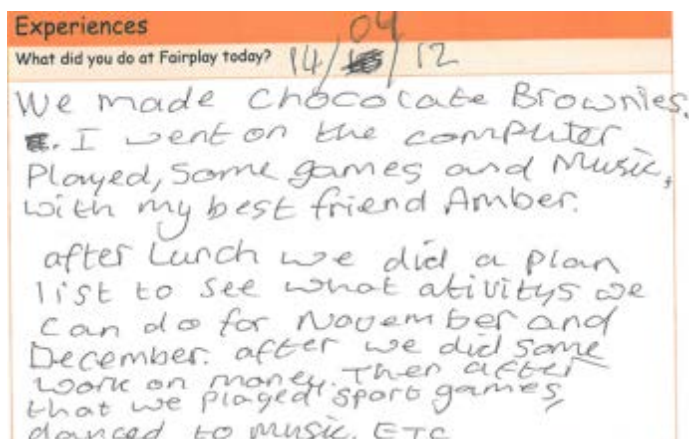 Experiences
04
What did you do at Fairplay today? 14/ /12
We made Chocolate Brownies.
. I went on the computer
Played, some games and Music,
with my best friend Amber.
after Lunch we did a plan
list to see what ativitys we
can do for November and
December. after we did some
work on money. Then after
that we played sport games,
danced to music. ETC